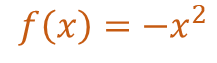 f(x) = −x²